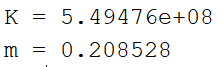 K = 5.49476e+08
m = 0.208528